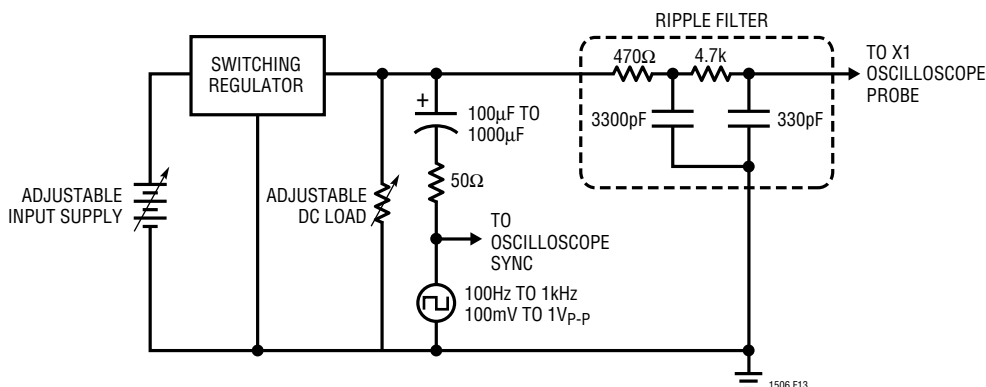 RIPPLE FILTER
SWITCHING
REGULATOR
470Ω
4.7k
TO X1
OSCILLOSCOPE
PROBE
+
100µF TO
1000µF
3300pF
330pF
50Ω
ADJUSTABLE
INPUT SUPPLY
ADJUSTABLE
DC LOAD
TO
OSCILLOSCOPE
SYNC
100Hz TO 1kHz
100mV TO 1VP-P
1506 F13